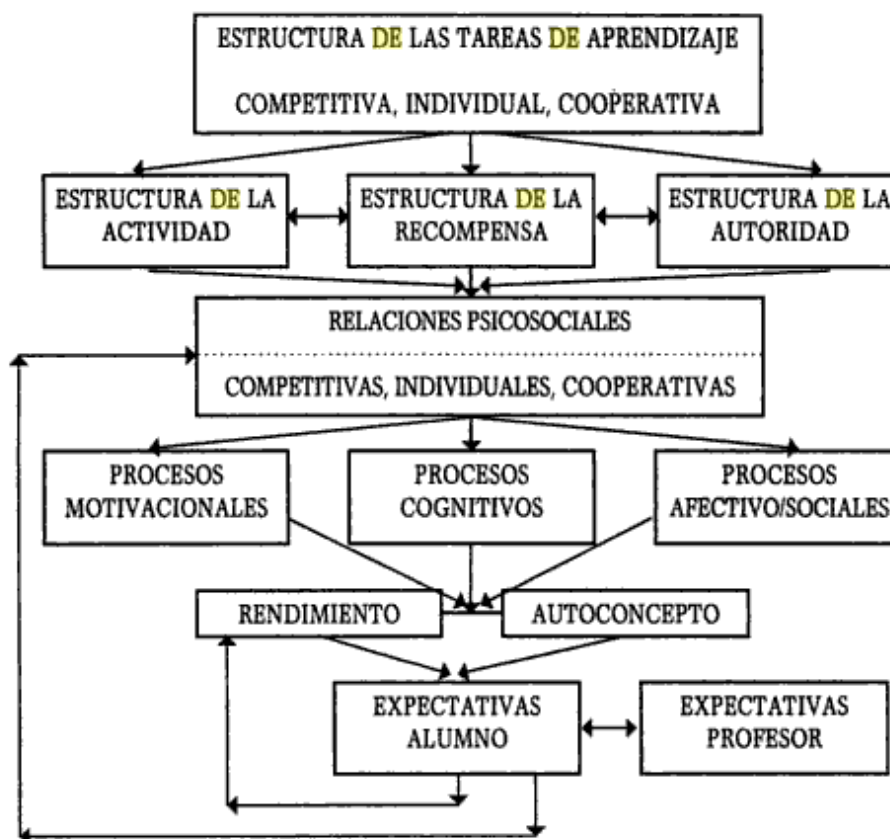 ESTRUCTURA DE LAS TAREAS DE APRENDIZAJE
COMPETITIVA, INDIVIDUAL, COOPERATIVA
ESTRUCTURA DE LA
ACTIVIDAD
ESTRUCTURA DE LA
RECOMPENSA
ESTRUCTURA DE LA
AUTORIDAD
RELACIONES PSICOSOCIALES
COMPETITIVAS, INDIVIDUALES, COOPERATIVAS
PROCESOS
MOTIVACIONALES
PROCESOS
COGNITIVOS
PROCESOS
AFECTIVO/SOCIALES
RENDIMIENTO
AUTOCONCEPTO
EXPECTATIVAS
ALUMNO
EXPECTATIVAS
PROFESOR